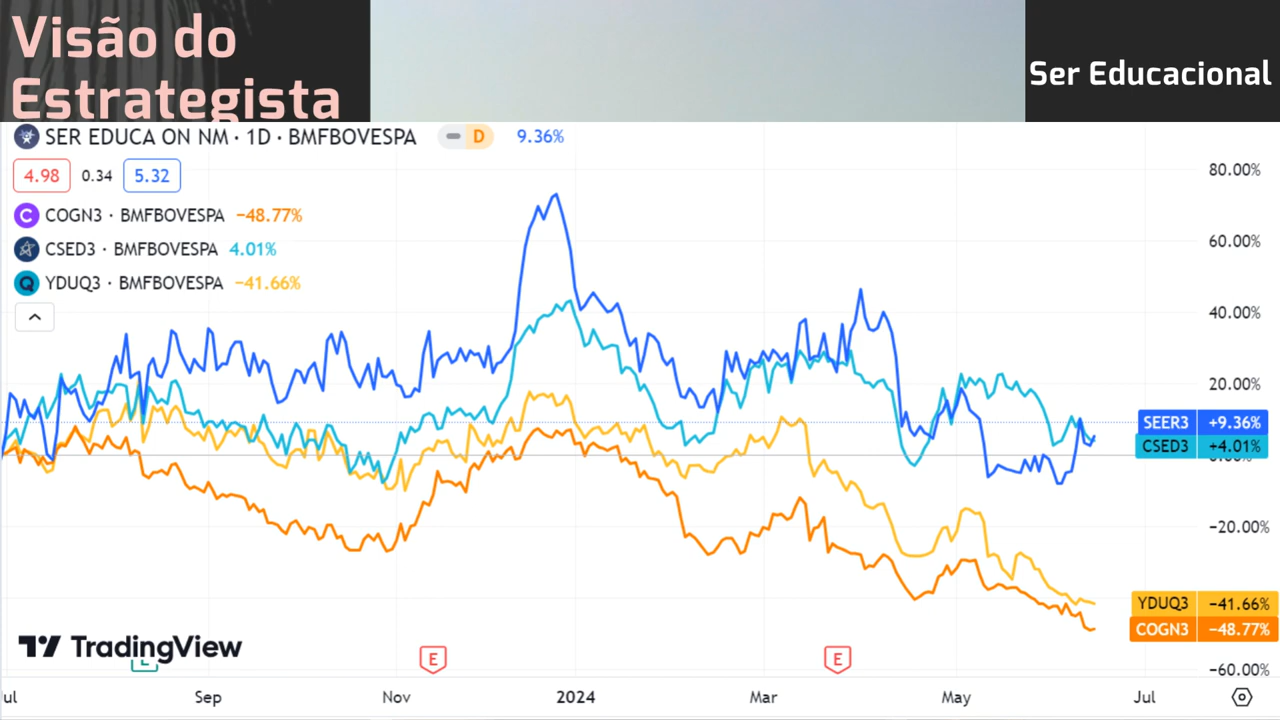 Visão do
Estrategista
Ser Educacional
SER EDUCA ON NM · 1D · BMFBOVESPA D 9.36%
4.98 0.34 5.32
C COGN3 · BMFBOVESPA −48.77%
CSED3 · BMFBOVESPA 4.01%
Q YDUQ3 · BMFBOVESPA −41.66%
80.00%
60.00%
40.00%
20.00%
SEER3 +9.36%
CSED3 +4.01%
−20.00%
YDUQ3 −41.66%
COGN3 −48.77%
−60.00%
TradingView
E E
Sep Nov 2024 Mar May Jul